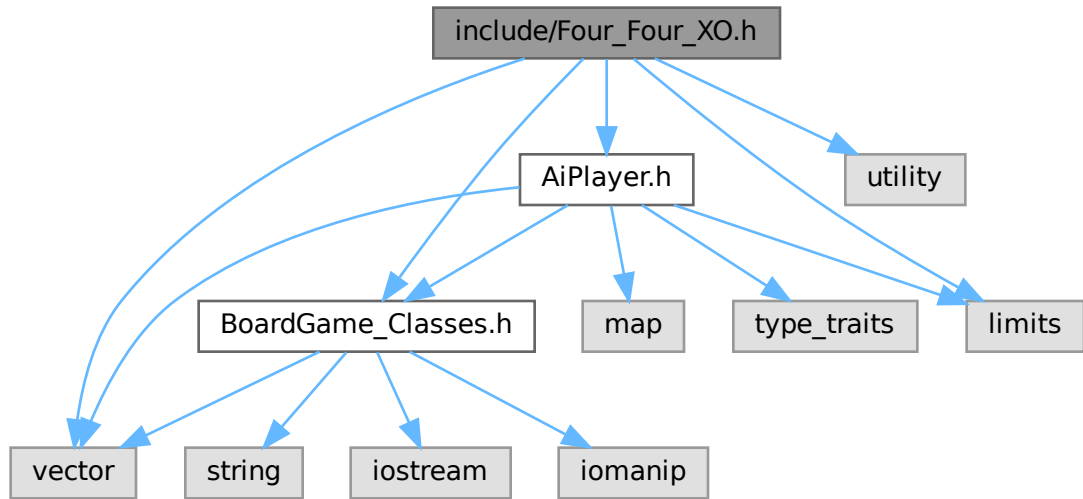 include/Four_Four_XO.h
AiPlayer.h
utility
BoardGame_Classes.h
map
type_traits
limits
vector
string
iostream
iomanip